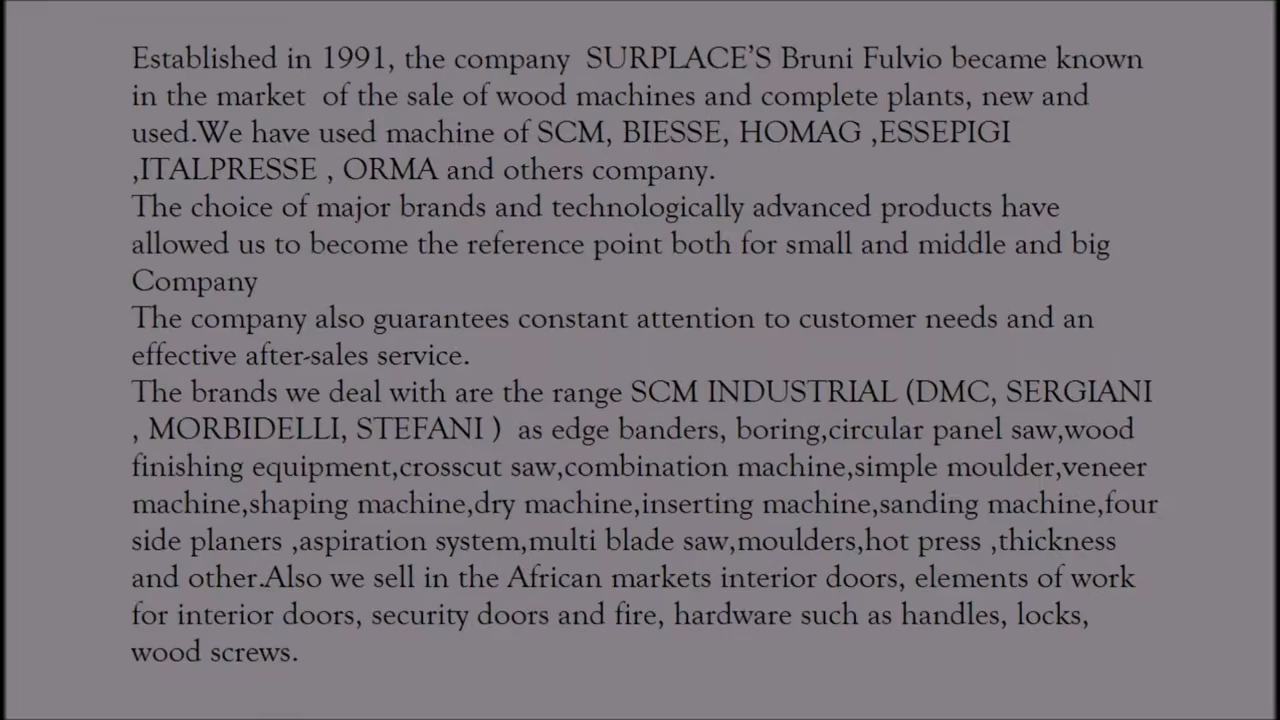 Established in 1991, the company  SURPLACE’S Bruni Fulvio became known
in the market  of the sale of wood machines and complete plants, new and
used.We have used machine of SCM, BIESSE, HOMAG ,ESSEPIGI
,ITALPRESSE , ORMA and others company.
The choice of major brands and technologically advanced products have
allowed us to become the reference point both for small and middle and big
Company
The company also guarantees constant attention to customer needs and an
effective after-sales service.
The brands we deal with are the range SCM INDUSTRIAL (DMC, SERGIANI
, MORBIDELLI, STEFANI )  as edge banders, boring,circular panel saw,wood
finishing equipment,crosscut saw,combination machine,simple moulder,veneer
machine,shaping machine,dry machine,inserting machine,sanding machine,four
side planers ,aspiration system,multi blade saw,moulders,hot press ,thickness
and other.Also we sell in the African markets interior doors, elements of work
for interior doors, security doors and fire, hardware such as handles, locks,
wood screws.